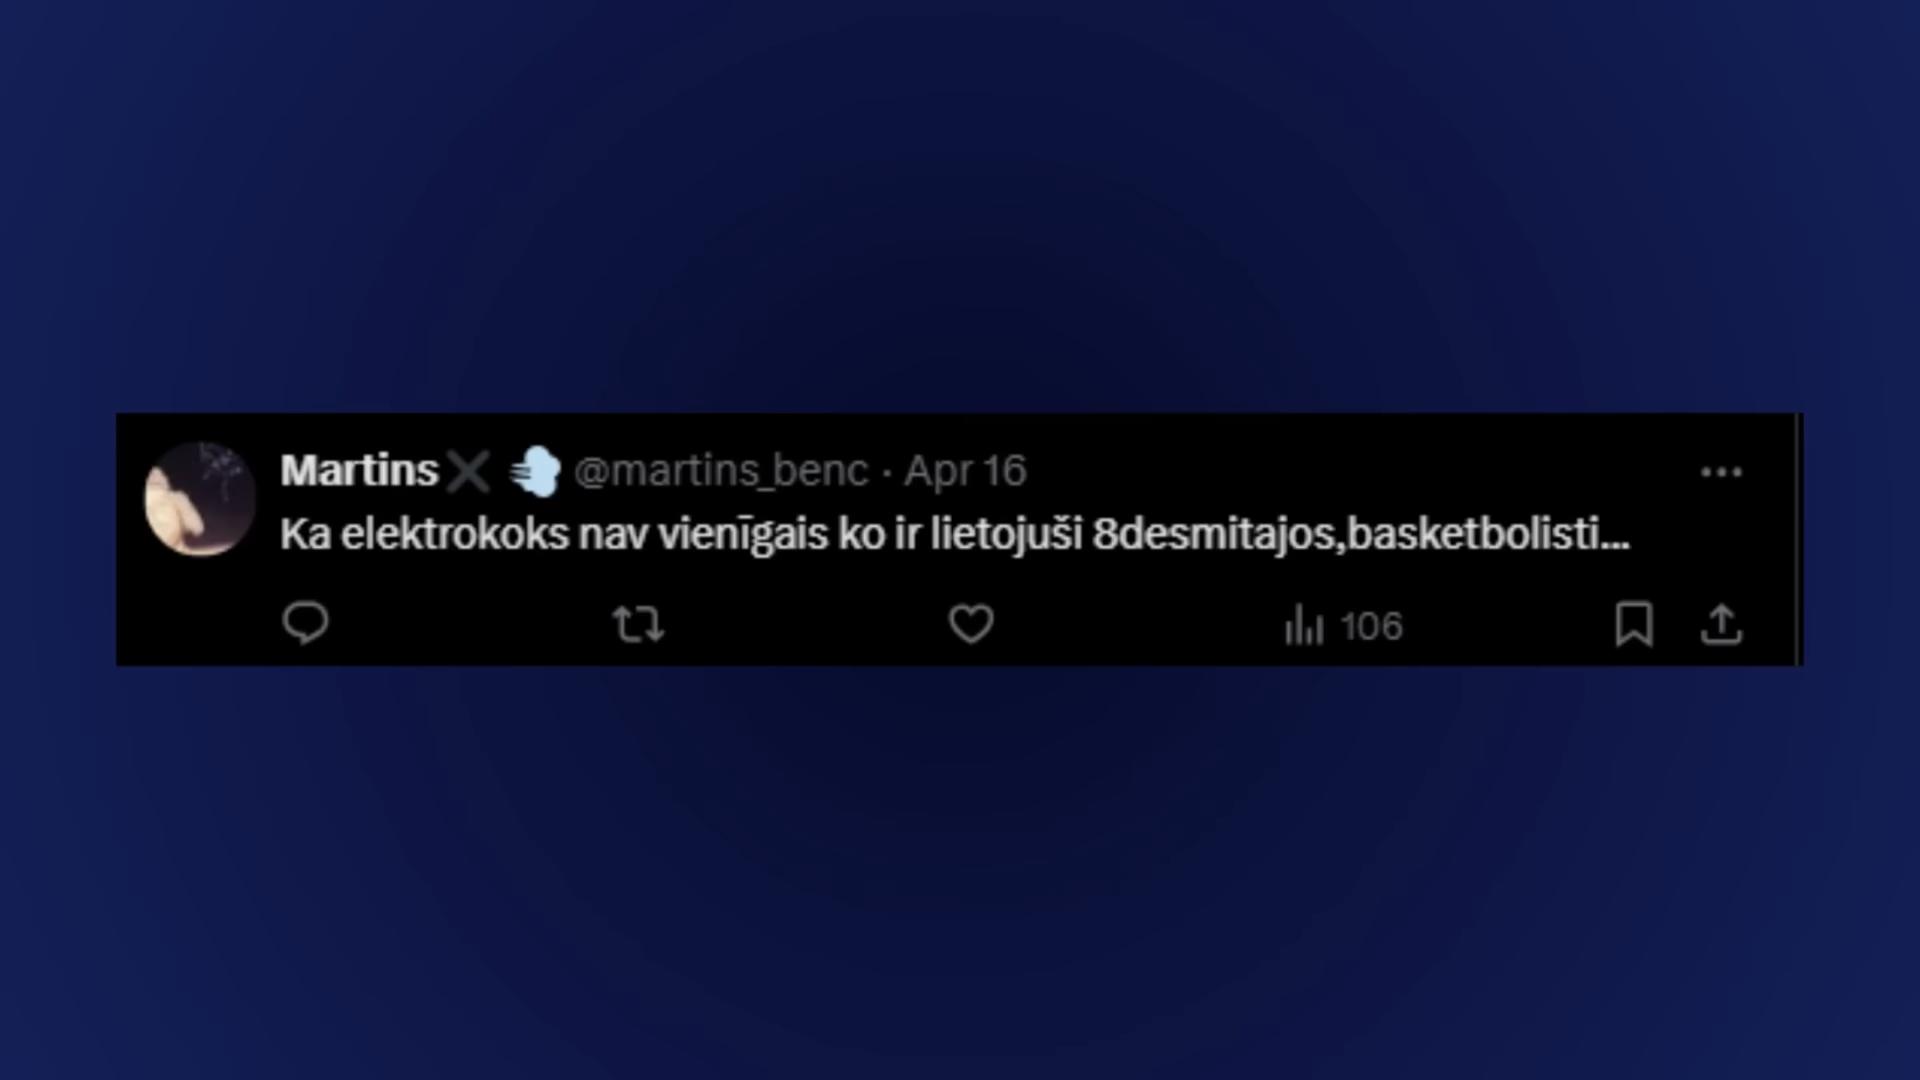 Martins✖️ 💨 @martins_benc · Apr 16
Ka elektrokoks nav vienīgais ko ir lietojuši 8desmitajos,basketbolisti...
106